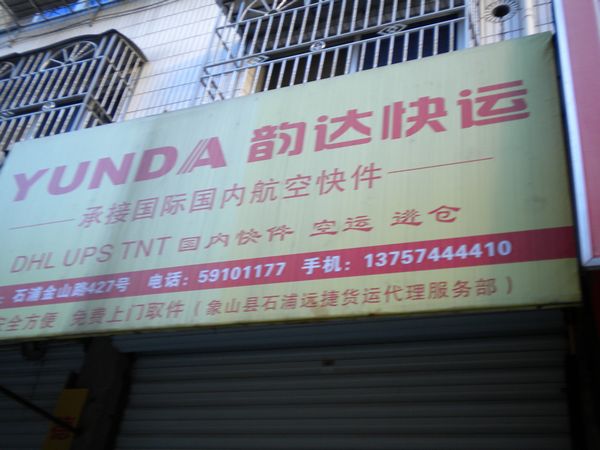 YUNDA 韵达快运
承接国际国内航空快件
DHL UPS TNT 国内快件 空运 进仓
石浦金山路427号 电话：59101177 手机：13757444410
安全方便 免费上门取件（象山县石浦远捷货运代理服务部）